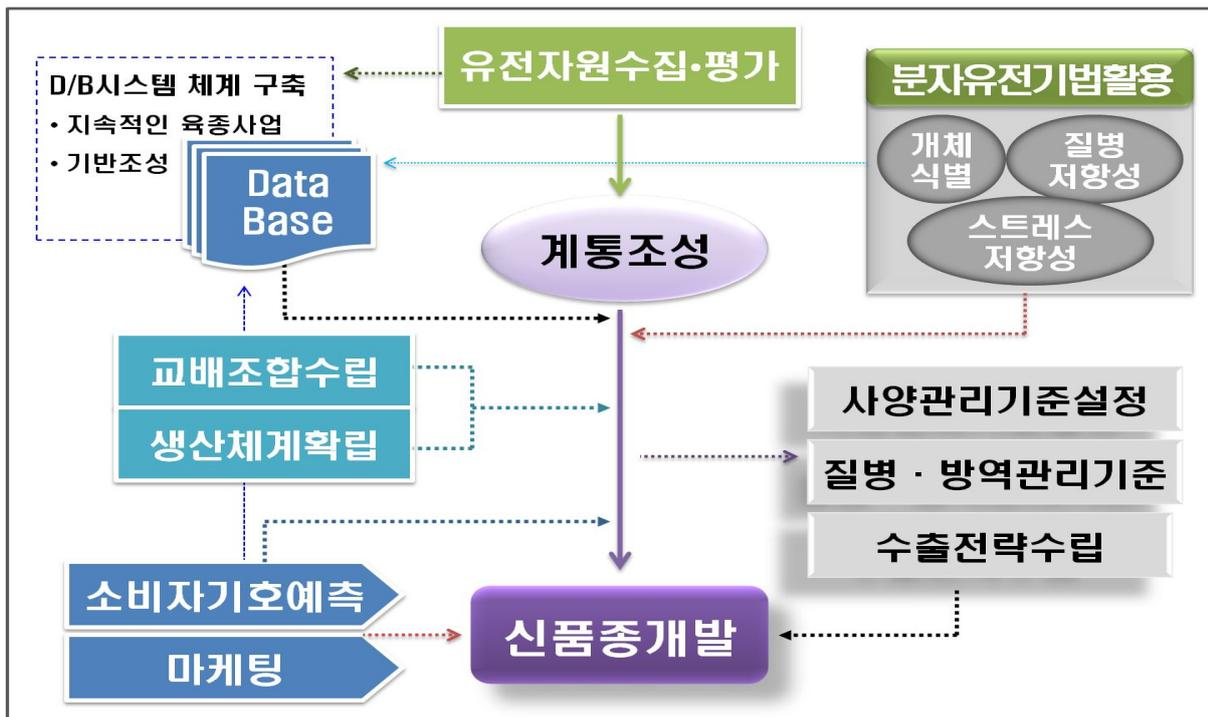 유전자원수집·평가
D/B시스템 체계 구축
• 지속적인 육종사업
• 기반조성
Data
Base
분자유전기법활용
개체
식별
질병
저항성
스트레스
저항성
계통조성
교배조합수립
생산체계확립
사양관리기준설정
질병 · 방역관리기준
수출전략수립
소비자기호예측
마케팅
신품종개발